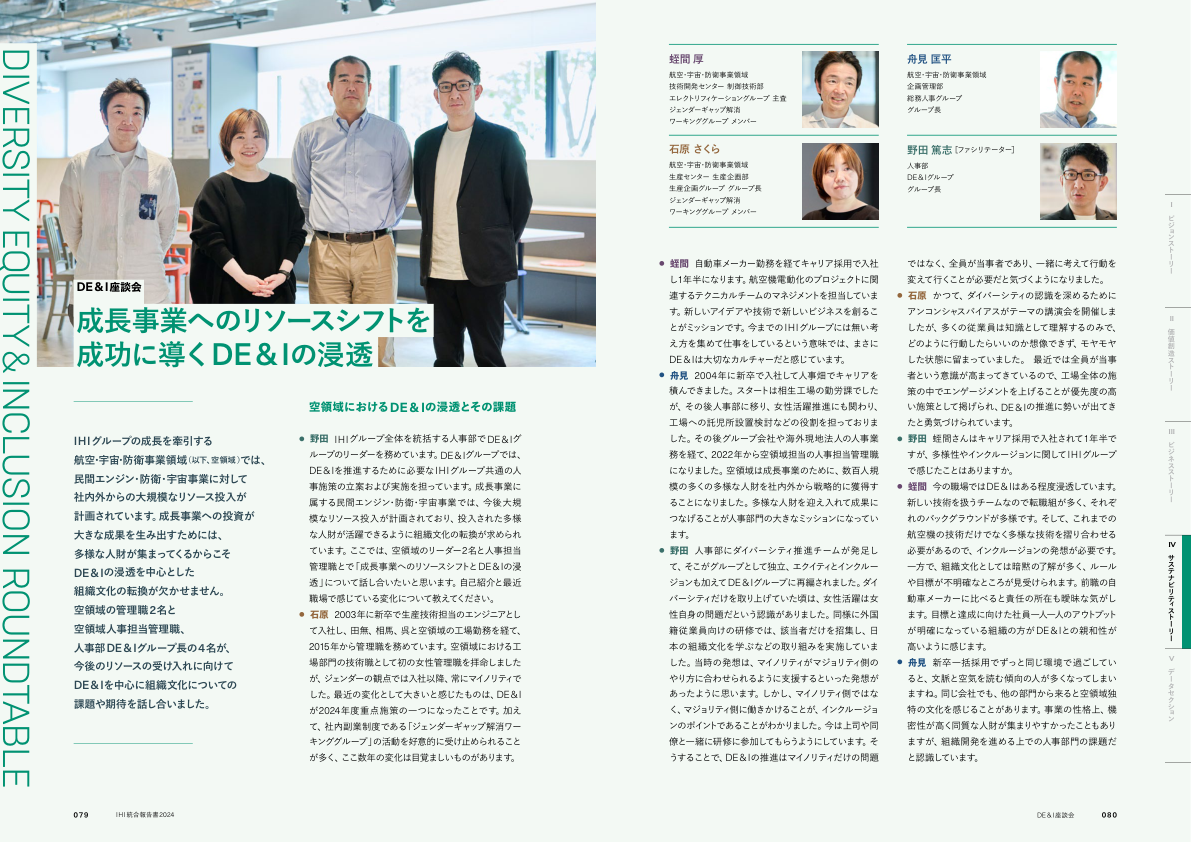 DIVERSITY EQUITY & INCLUSION ROUNDTABLE
DE&I座談会
成長事業へのリソースシフトを
成功に導くDE&Iの浸透
IHIグループの成長を牽引する
航空・宇宙・防衛事業領域（以下、空領域）では、
民間エンジン・防衛・宇宙事業に対して
社内外からの大規模なリソース投入が
計画されています。成長事業への投資が
大きな成果を生み出すためには、
多様な人財が集まってくるからこそ
DE&Iの浸透を中心とした
組織文化の転換が欠かせません。
空領域の管理職2名と
空領域人事担当管理職、
人事部DE&Iグループ長の4名が、
今後のリソースの受け入れに向けて
DE&Iを中心に組織文化についての
課題や期待を話し合いました。
空領域におけるDE&Iの浸透とその課題
● 野田 IHIグループ全体を統括する人事部でDE&Iグ
ループのリーダーを務めています。DE&Iグループでは、
DE&Iを推進するために必要なIHIグループ共通の人
事施策の立案および実施を担っています。成長事業に
属する民間エンジン・防衛・宇宙事業では、今後大規
模なリソース投入が計画されており、投入された多様
な人財が活躍できるように組織文化の転換が求められ
ています。ここでは、空領域のリーダー2名と人事担当
管理職とで「成長事業へのリソースシフトとDE&Iの浸
透」について話し合いたいと思います。自己紹介と最近
職場で感じている変化について教えてください。
● 石原 2003年に新卒で生産技術担当のエンジニアとし
て入社し、田無、相馬、呉と空領域の工場勤務を経て、
2015年から管理職を務めています。空領域における工
場部門の技術職として初の女性管理職を拝命しました
が、ジェンダーの観点では入社以降、常にマイノリティで
した。最近の変化として大きいと感じたものは、DE&I
が2024年度重点施策の一つになったことです。加え
て、社内副業制度である「ジェンダーギャップ解消ワー
キンググループ」の活動を好意的に受け止められること
が多く、ここ数年の変化は目覚ましいものがあります。
079
IHI統合報告書2024
蛭間 厚
航空・宇宙・防衛事業領域
技術開発センター 制御技術部
エレクトリフィケーショングループ 主査
ジェンダーギャップ解消
ワーキンググループ メンバー
石原 さくら
航空・宇宙・防衛事業領域
生産センター 生産企画部
生産企画グループ グループ長
ジェンダーギャップ解消
ワーキンググループ メンバー
舟見 匡平
航空・宇宙・防衛事業領域
企画管理部
総務人事グループ
グループ長
野田 篤志［ファシリテーター］
人事部
DE&Iグループ
グループ長
● 蛭間 自動車メーカー勤務を経てキャリア採用で入社
し1年半になります。航空機電動化のプロジェクトに関
連するテクニカルチームのマネジメントを担当していま
す。新しいアイデアや技術で新しいビジネスを創るこ
とがミッションです。今までのIHIグループには無い考
え方を集めて仕事をしているという意味では、まさに
DE&Iは大切なカルチャーだと感じています。
● 舟見 2004年に新卒で入社して人事畑でキャリアを
積んできました。スタートは相生工場の勤労課でした
が、その後人事部に移り、女性活躍推進にも関わり、
工場への託児所設置検討などの役割を担っておりま
した。その後グループ会社や海外現地法人の人事業
務を経て、2022年から空領域担当の人事担当管理職
になりました。空領域は成長事業のために、数百人規
模の多くの多様な人財を社内外から戦略的に獲得す
ることになりました。多様な人財を迎え入れて成果に
つなげることが人事部門の大きなミッションになってい
ます。
● 野田 人事部にダイバーシティ推進チームが発足し
て、そこがグループとして独立、エクイティとインクルー
ジョンも加えてDE&Iグループに再編されました。ダイ
バーシティだけを取り上げていた頃は、女性活躍は女
性自身の問題だという認識がありました。同様に外国
籍従業員向けの研修では、該当者だけを招集し、日
本の組織文化を学ぶなどの取り組みを実施していま
した。当時の発想は、マイノリティがマジョリティ側の
やり方に合わせられるように支援するといった発想が
あったように思います。しかし、マイノリティ側ではな
く、マジョリティ側に働きかけることが、インクルージョ
ンのポイントであることがわかりました。今は上司や同
僚と一緒に研修に参加してもらうようにしています。そ
うすることで、DE&Iの推進はマイノリティだけの問題
ではなく、全員が当事者であり、一緒に考えて行動を
変えて行くことが必要だと気づくようになりました。
● 石原 かつて、ダイバーシティの認識を深めるために
アンコンシャスバイアスがテーマの講演会を開催しま
したが、多くの従業員は知識として理解するのみで、
どのように行動したらいいのか想像できず、モヤモヤ
した状態に留まっていました。 最近では全員が当事
者という意識が高まってきているので、工場全体の施
策の中でエンゲージメントを上げることが優先度の高
い施策として掲げられ、DE&Iの推進に勢いが出てき
たと勇気づけられています。
● 野田 蛭間さんはキャリア採用で入社されて1年半で
すが、多様性やインクルージョンに関してIHIグループ
で感じたことはありますか。
● 蛭間 今の職場ではDE&Iはある程度浸透しています。
新しい技術を扱うチームなので転職組が多く、それぞ
れのバックグラウンドが多様です。そして、これまでの
航空機の技術だけでなく多様な技術を摺り合わせる
必要があるので、インクルージョンの発想が必要です。
一方で、組織文化としては暗黙の了解が多く、ルール
や目標が不明確なところが見受けられます。前職の自
動車メーカーに比べると責任の所在も曖昧な気がし
ます。目標と達成に向けた社員一人一人のアウトプット
が明確になっている組織の方がDE&Iとの親和性が
高いように感じます。
● 舟見 新卒一括採用でずっと同じ環境で過ごしてい
ると、文脈と空気を読む傾向の人が多くなってしまい
ますね。同じ会社でも、他の部門から来ると空領域独
特の文化を感じることがあります。事業の性格上、機
密性が高く同質な人財が集まりやすかったこともあり
ますが、組織開発を進める上での人事部門の課題だ
と認識しています。
I ビジョンストーリー
II 価値創造ストーリー
III ビジネスストーリー
IV サステナビリティストーリー
V データセクション
DE&I座談会
080